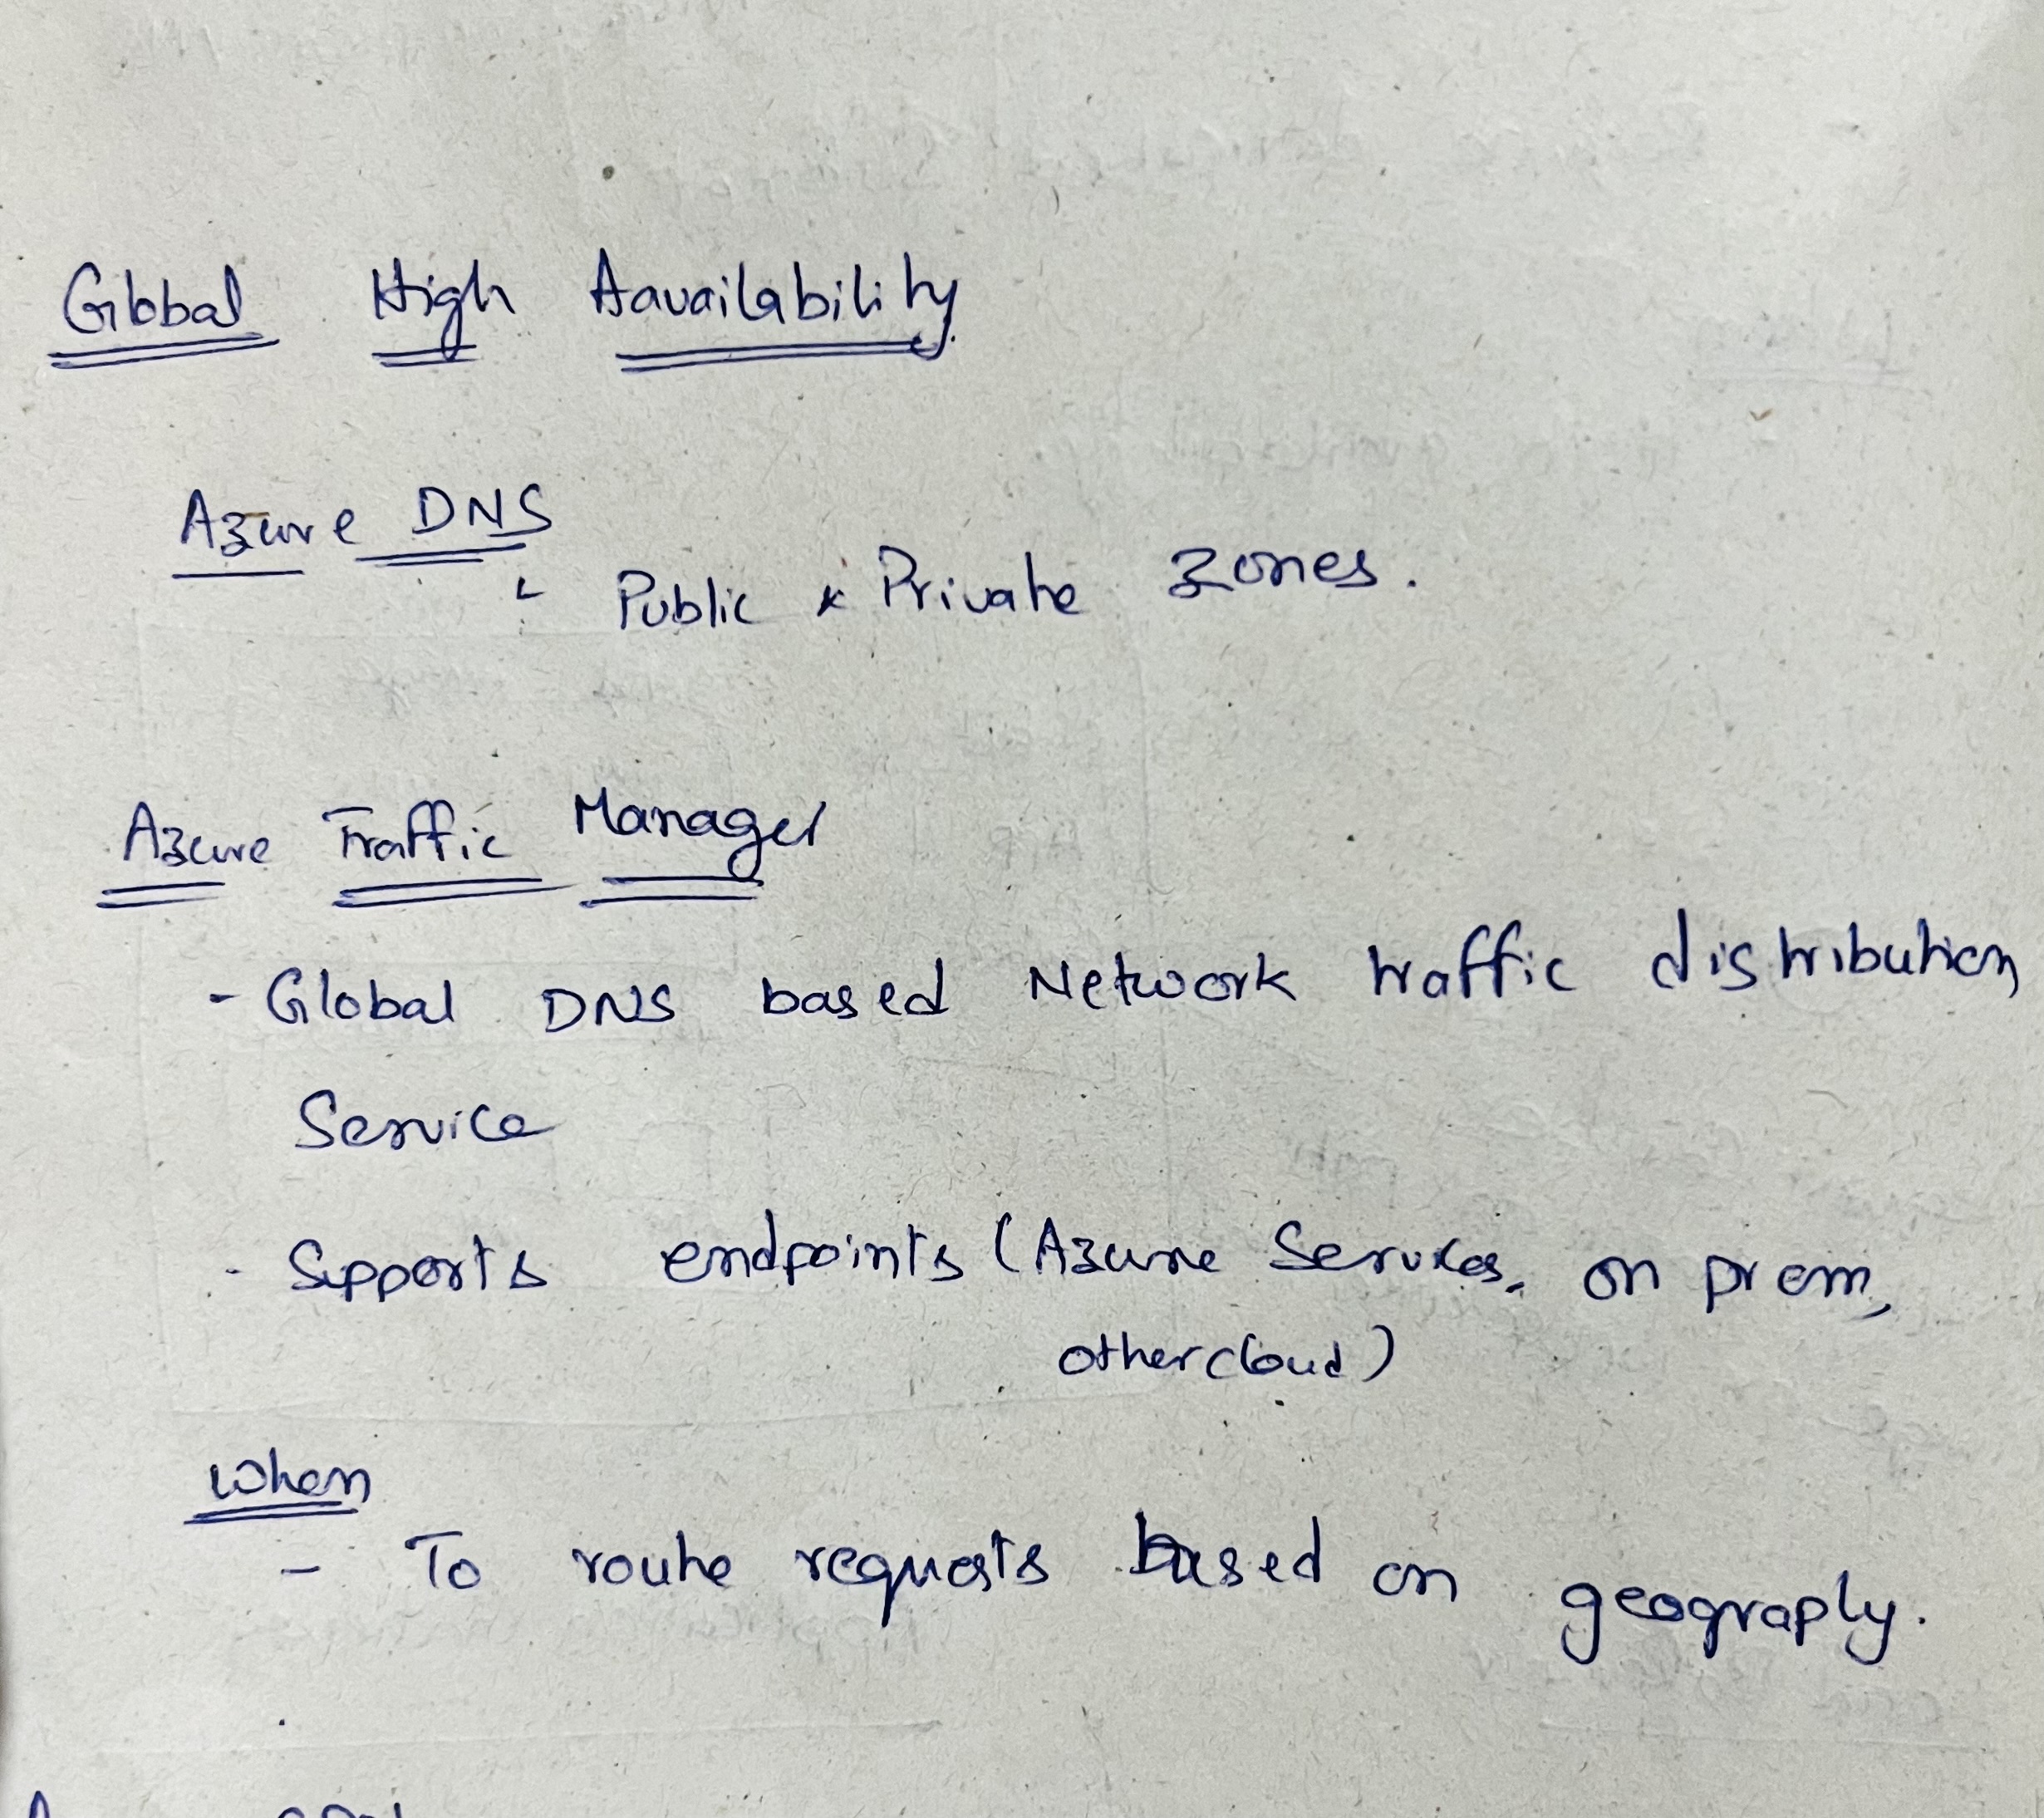 Global High Aavailability
Azure DNS
Public & Private zones.
Azure Traffic Manager
- Global DNS based Network traffic distribution
Service
- Supports endpoints (Azure Services, on prem,
other cloud)
When
- To route requests based on geograply.